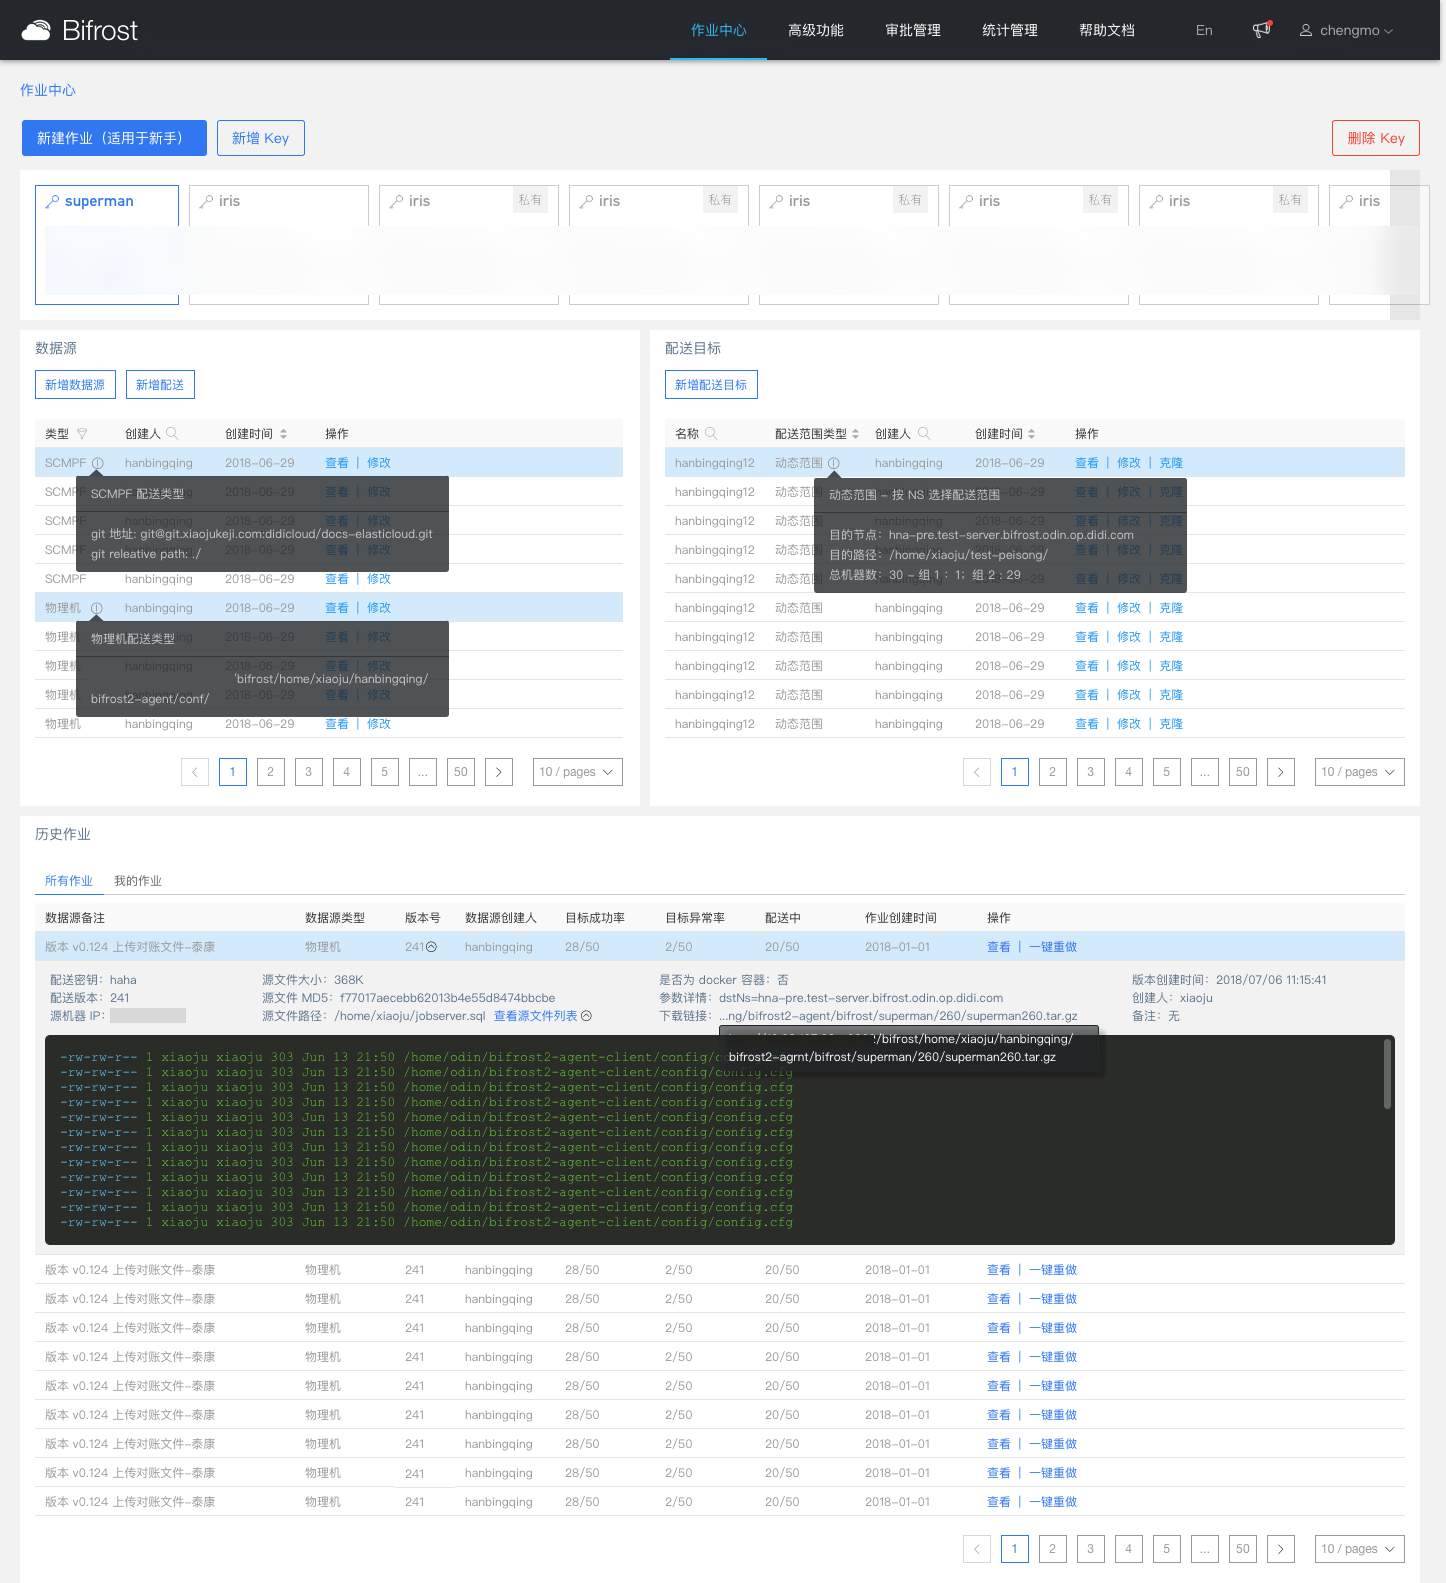 Bifrost
作业中心 高级功能 审批管理 统计管理 帮助文档 En chengmo
作业中心
新建作业（适用于新手） 新增 Key 删除 Key
superman iris iris 私有 iris 私有 iris 私有 iris 私有 iris 私有 iris
数据源
新增数据源 新增配送
类型 创建人 创建时间 操作
SCMPF hanbingqing 2018-06-29 查看 | 修改
SCMPF hanbingqing 2018-06-29 查看 | 修改
SCMPF 配送类型
SCMPF hanbingqing 2018-06-29 查看 | 修改
git 地址: git@git.xiaojukeji.com:didicloud/docs-elasticloud.git
SCMPF hanbingqing 2018-06-29 查看 | 修改
git releative path: ./
SCMPF hanbingqing 2018-06-29 查看 | 修改
物理机 hanbingqing 2018-06-29 查看 | 修改
物理机 hanbingqing 2018-06-29 查看 | 修改
物理机配送类型
物理机 hanbingqing 2018-06-29 查看 | 修改
'bifrost/home/xiaoju/hanbingqing/
物理机 hanbingqing 2018-06-29 查看 | 修改
bifrost2-agent/conf/
物理机 hanbingqing 2018-06-29 查看 | 修改
1 2 3 4 5 ... 50 10 / pages
配送目标
新增配送目标
名称 配送范围类型 创建人 创建时间 操作
hanbingqing12 动态范围 hanbingqing 2018-06-29 查看 | 修改 | 克隆
hanbingqing12 动态范围 hanbingqing 2018-06-29 查看 | 修改 | 克隆
动态范围 - 按 NS 选择配送范围
hanbingqing12
目的节点：hna-pre.test-server.bifrost.odin.op.didi.com
hanbingqing12
目的路径：/home/xiaoju/test-peisong/
hanbingqing12
总机器数：30 - 组 1 ：1；组 2 : 29
hanbingqing12 动态范围 hanbingqing 2018-06-29 查看 | 修改 | 克隆
hanbingqing12 动态范围 hanbingqing 2018-06-29 查看 | 修改 | 克隆
hanbingqing12 动态范围 hanbingqing 2018-06-29 查看 | 修改 | 克隆
hanbingqing12 动态范围 hanbingqing 2018-06-29 查看 | 修改 | 克隆
hanbingqing12 动态范围 hanbingqing 2018-06-29 查看 | 修改 | 克隆
1 2 3 4 5 ... 50 10 / pages
历史作业
所有作业 我的作业
数据源备注 数据源类型 版本号 数据源创建人 目标成功率 目标异常率 配送中 作业创建时间 操作
版本 v0.124 上传对账文件-泰康 物理机 241 hanbingqing 28/50 2/50 20/50 2018-01-01 查看 | 一键重做
配送密钥：haha 源文件大小：368K 是否为 docker 容器：否 版本创建时间：2018/07/06 11:15:41
配送版本：241 源文件 MD5：f77017aecebb62013b4e55d8474bbcbe 参数详情：dstNs=hna-pre.test-server.bifrost.odin.op.didi.com 创建人：xiaoju
源机器 IP： 源文件路径：/home/xiaoju/jobserver.sql 查看源文件列表 下载链接：...ng/bifrost2-agent/bifrost/superman/260/superman260.tar.gz 备注：无
/bifrost/home/xiaoju/hanbingqing/
bifrost2-agrnt/bifrost/superman/260/superman260.tar.gz
-rw-rw-r-- 1 xiaoju xiaoju 303 Jun 13 21:50 /home/odin/bifrost2-agent-client/config/config.cfg
-rw-rw-r-- 1 xiaoju xiaoju 303 Jun 13 21:50 /home/odin/bifrost2-agent-client/config/config.cfg
-rw-rw-r-- 1 xiaoju xiaoju 303 Jun 13 21:50 /home/odin/bifrost2-agent-client/config/config.cfg
-rw-rw-r-- 1 xiaoju xiaoju 303 Jun 13 21:50 /home/odin/bifrost2-agent-client/config/config.cfg
-rw-rw-r-- 1 xiaoju xiaoju 303 Jun 13 21:50 /home/odin/bifrost2-agent-client/config/config.cfg
-rw-rw-r-- 1 xiaoju xiaoju 303 Jun 13 21:50 /home/odin/bifrost2-agent-client/config/config.cfg
-rw-rw-r-- 1 xiaoju xiaoju 303 Jun 13 21:50 /home/odin/bifrost2-agent-client/config/config.cfg
-rw-rw-r-- 1 xiaoju xiaoju 303 Jun 13 21:50 /home/odin/bifrost2-agent-client/config/config.cfg
-rw-rw-r-- 1 xiaoju xiaoju 303 Jun 13 21:50 /home/odin/bifrost2-agent-client/config/config.cfg
-rw-rw-r-- 1 xiaoju xiaoju 303 Jun 13 21:50 /home/odin/bifrost2-agent-client/config/config.cfg
-rw-rw-r-- 1 xiaoju xiaoju 303 Jun 13 21:50 /home/odin/bifrost2-agent-client/config/config.cfg
-rw-rw-r-- 1 xiaoju xiaoju 303 Jun 13 21:50 /home/odin/bifrost2-agent-client/config/config.cfg
版本 v0.124 上传对账文件-泰康 物理机 241 hanbingqing 28/50 2/50 20/50 2018-01-01 查看 | 一键重做
版本 v0.124 上传对账文件-泰康 物理机 241 hanbingqing 28/50 2/50 20/50 2018-01-01 查看 | 一键重做
版本 v0.124 上传对账文件-泰康 物理机 241 hanbingqing 28/50 2/50 20/50 2018-01-01 查看 | 一键重做
版本 v0.124 上传对账文件-泰康 物理机 241 hanbingqing 28/50 2/50 20/50 2018-01-01 查看 | 一键重做
版本 v0.124 上传对账文件-泰康 物理机 241 hanbingqing 28/50 2/50 20/50 2018-01-01 查看 | 一键重做
版本 v0.124 上传对账文件-泰康 物理机 241 hanbingqing 28/50 2/50 20/50 2018-01-01 查看 | 一键重做
版本 v0.124 上传对账文件-泰康 物理机 241 hanbingqing 28/50 2/50 20/50 2018-01-01 查看 | 一键重做
版本 v0.124 上传对账文件-泰康 物理机 241 hanbingqing 28/50 2/50 20/50 2018-01-01 查看 | 一键重做
版本 v0.124 上传对账文件-泰康 物理机 241 hanbingqing 28/50 2/50 20/50 2018-01-01 查看 | 一键重做
1 2 3 4 5 ... 50 10 / pages